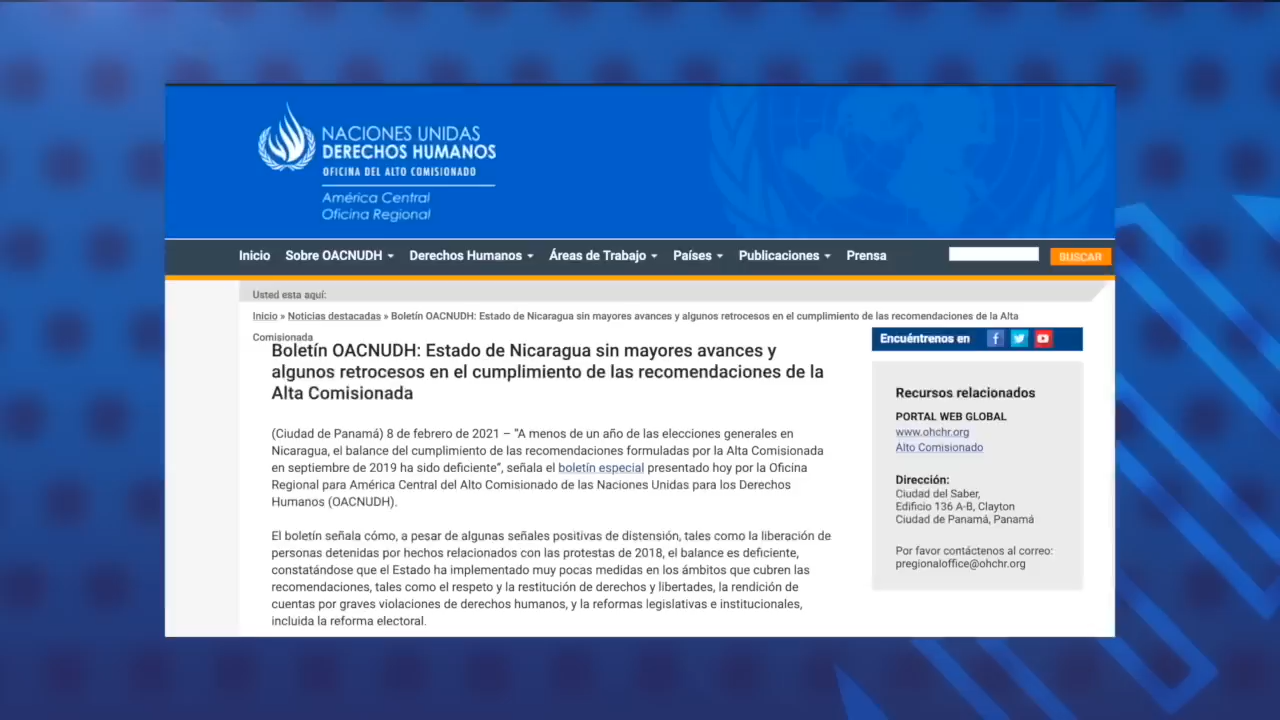 NACIONES UNIDAS
DERECHOS HUMANOS
OFICINA DEL ALTO COMISIONADO
América Central
Oficina Regional
Inicio Sobre OACNUDH Derechos Humanos Áreas de Trabajo Países Publicaciones Prensa BUSCAR
Usted esta aquí:
Inicio » Noticias destacadas » Boletín OACNUDH: Estado de Nicaragua sin mayores avances y algunos retrocesos en el cumplimiento de las recomendaciones de la Alta
Comisionada
Boletín OACNUDH: Estado de Nicaragua sin mayores avances y
algunos retrocesos en el cumplimiento de las recomendaciones de la
Alta Comisionada
(Ciudad de Panamá) 8 de febrero de 2021 – "A menos de un año de las elecciones generales en
Nicaragua, el balance del cumplimiento de las recomendaciones formuladas por la Alta Comisionada
en septiembre de 2019 ha sido deficiente", señala el boletín especial presentado hoy por la Oficina
Regional para América Central del Alto Comisionado de las Naciones Unidas para los Derechos
Humanos (OACNUDH).
El boletín señala cómo, a pesar de algunas señales positivas de distensión, tales como la liberación de
personas detenidas por hechos relacionados con las protestas de 2018, el balance es deficiente,
constatándose que el Estado ha implementado muy pocas medidas en los ámbitos que cubren las
recomendaciones, tales como el respeto y la restitución de derechos y libertades, la rendición de
cuentas por graves violaciones de derechos humanos, y la reformas legislativas e institucionales,
incluida la reforma electoral.
Encuéntrenos en
Recursos relacionados
PORTAL WEB GLOBAL
www.ohchr.org
Alto Comisionado
Dirección:
Ciudad del Saber,
Edificio 136 A-B, Clayton
Ciudad de Panamá, Panamá
Por favor contáctenos al correo:
pregionaloffice@ohchr.org